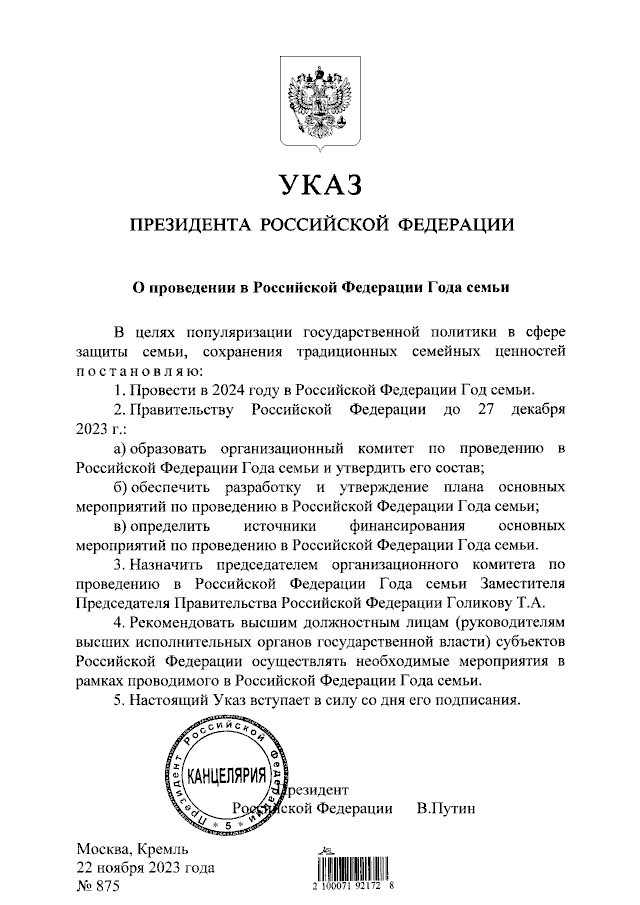 УКАЗ
ПРЕЗИДЕНТА РОССИЙСКОЙ ФЕДЕРАЦИИ
О проведении в Российской Федерации Года семьи
В целях популяризации государственной политики в сфере
защиты семьи, сохранения традиционных семейных ценностей
п о с т а н о в л я ю:
1. Провести в 2024 году в Российской Федерации Год семьи.
2. Правительству Российской Федерации до 27 декабря
2023 г.:
а) образовать организационный комитет по проведению в
Российской Федерации Года семьи и утвердить его состав;
б) обеспечить разработку и утверждение плана основных
мероприятий по проведению в Российской Федерации Года семьи;
в) определить источники финансирования основных
мероприятий по проведению в Российской Федерации Года семьи.
3. Назначить председателем организационного комитета по
проведению в Российской Федерации Года семьи Заместителя
Председателя Правительства Российской Федерации Голикову Т.А.
4. Рекомендовать высшим должностным лицам (руководителям
высших исполнительных органов государственной власти) субъектов
Российской Федерации осуществлять необходимые мероприятия в
рамках проводимого в Российской Федерации Года семьи.
5. Настоящий Указ вступает в силу со дня его подписания.
Президент Российской Федерации
КАНЦЕЛЯРИЯ
* 5 *
Президент
Российской Федерации В.Путин
Москва, Кремль
22 ноября 2023 года
№ 875
2 100071 92172 8